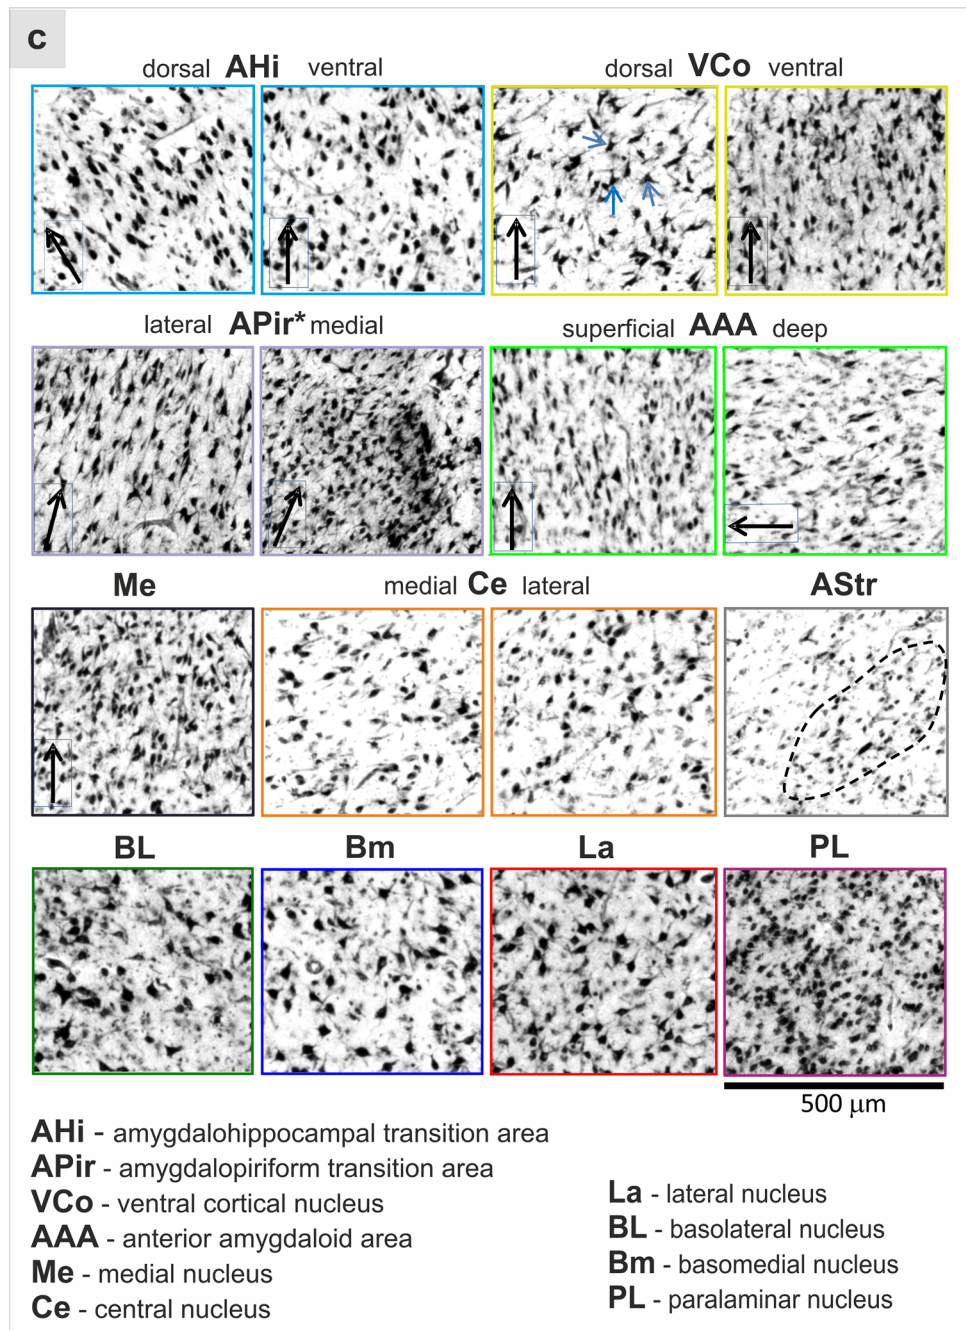 c
dorsal AHi ventral
dorsal VCo ventral
lateral APir* medial
superficial AAA deep
Me
medial Ce lateral
AStr
BL
Bm
La
PL
500 µm
AHi - amygdalohippocampal transition area
APir - amygdalopiriform transition area
VCo - ventral cortical nucleus
AAA - anterior amygdaloid area
Me - medial nucleus
Ce - central nucleus
La - lateral nucleus
BL - basolateral nucleus
Bm - basomedial nucleus
PL - paralaminar nucleus